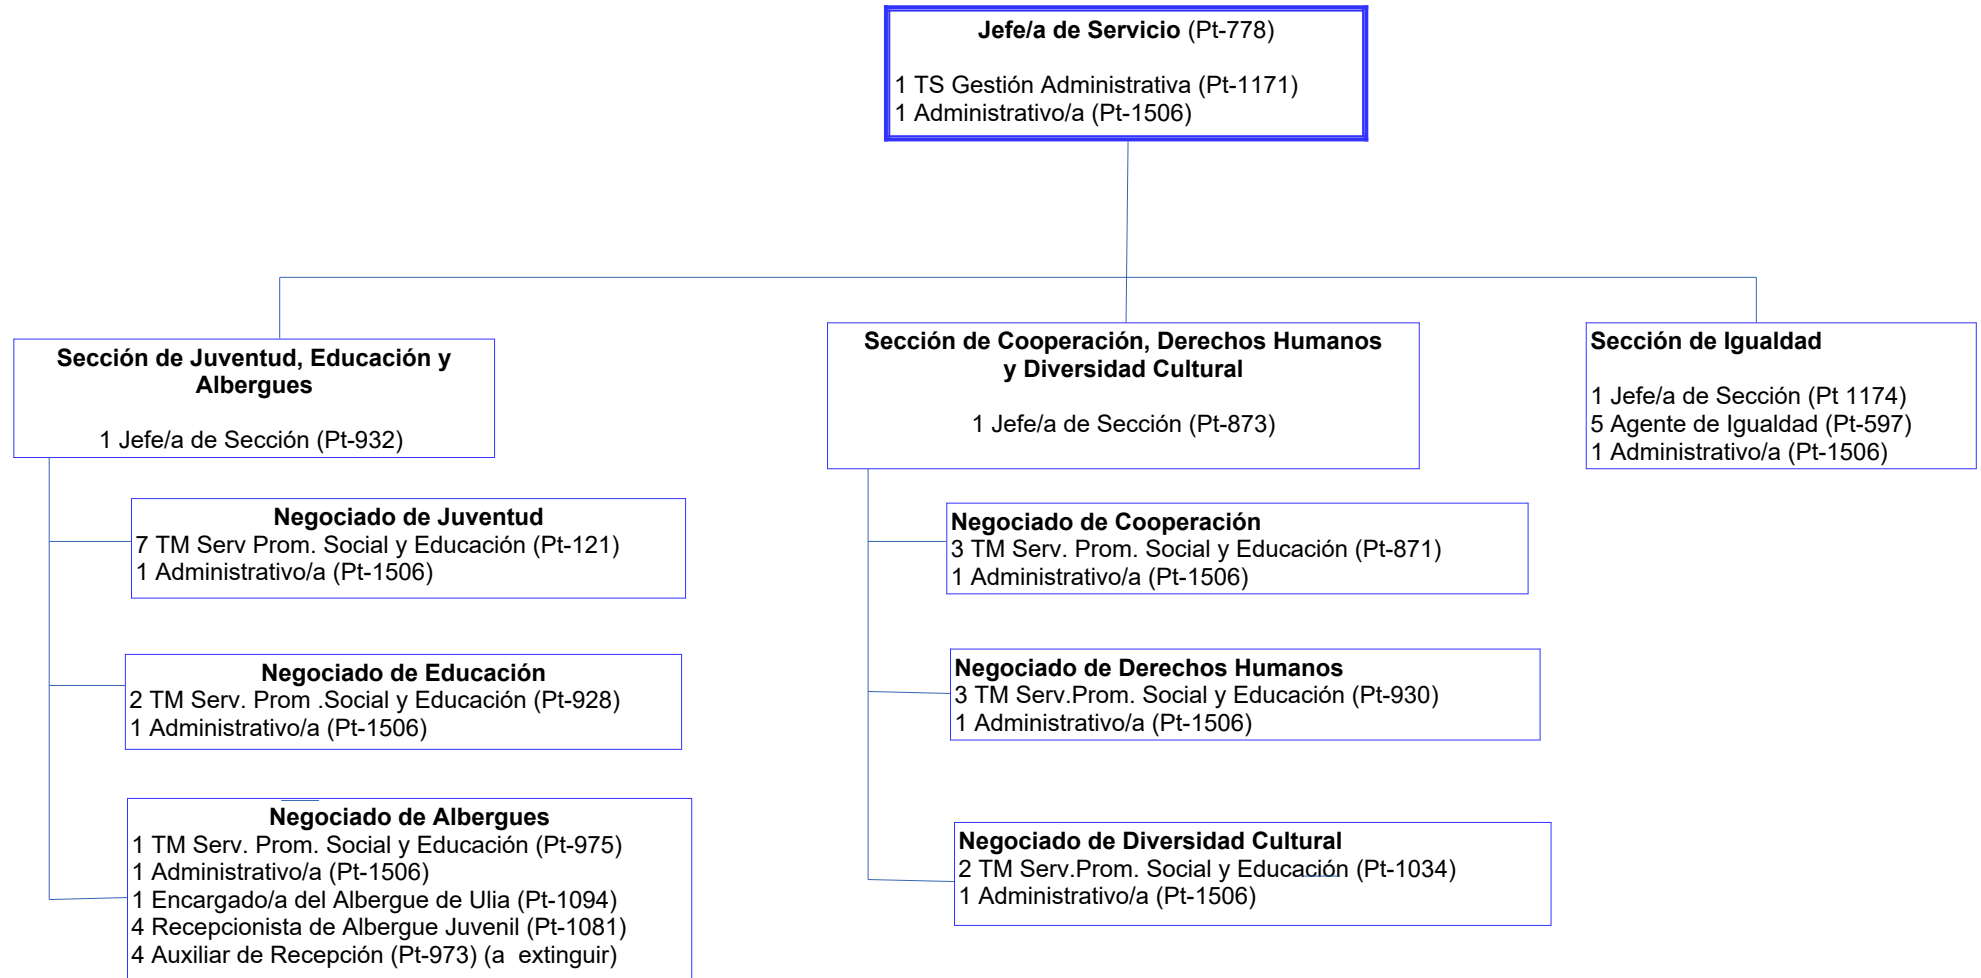 Jefe/a de Servicio (Pt-778)
1 TS Gestión Administrativa (Pt-1171)
1 Administrativo/a (Pt-1506)
Sección de Juventud, Educación y
Albergues
1 Jefe/a de Sección (Pt-932)
Negociado de Juventud
7 TM Serv Prom. Social y Educación (Pt-121)
1 Administrativo/a (Pt-1506)
Negociado de Educación
2 TM Serv. Prom .Social y Educación (Pt-928)
1 Administrativo/a (Pt-1506)
Negociado de Albergues
1 TM Serv. Prom. Social y Educación (Pt-975)
1 Administrativo/a (Pt-1506)
1 Encargado/a del Albergue de Ulia (Pt-1094)
4 Recepcionista de Albergue Juvenil (Pt-1081)
4 Auxiliar de Recepción (Pt-973) (a extinguir)
Sección de Cooperación, Derechos Humanos
y Diversidad Cultural
1 Jefe/a de Sección (Pt-873)
Negociado de Cooperación
3 TM Serv. Prom. Social y Educación (Pt-871)
1 Administrativo/a (Pt-1506)
Negociado de Derechos Humanos
3 TM Serv.Prom. Social y Educación (Pt-930)
1 Administrativo/a (Pt-1506)
Negociado de Diversidad Cultural
2 TM Serv.Prom. Social y Educación (Pt-1034)
1 Administrativo/a (Pt-1506)
Sección de Igualdad
1 Jefe/a de Sección (Pt 1174)
5 Agente de Igualdad (Pt-597)
1 Administrativo/a (Pt-1506)